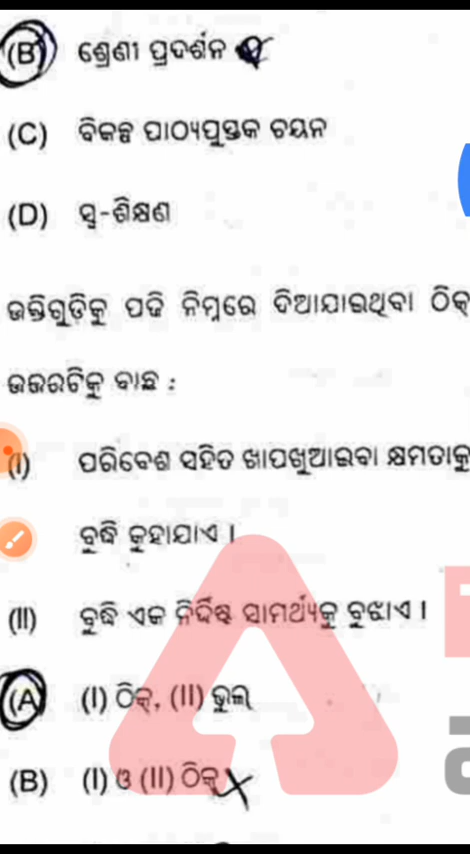 (B) ଶ୍ରେଣୀ ପ୍ରଦର୍ଶନ
(C) ବିକଳ୍ପ ପାଠ୍ୟପୁସ୍ତକ ଚୟନ
(D) ସ୍ୱ-ଶିକ୍ଷଣ
ଉକ୍ତିଗୁଡ଼ିକୁ ପଢି ନିମ୍ନରେ ଦିଆଯାଇଥିବା ଠିକ୍
ଉତ୍ତରଟିକୁ ବାଛ :
(I) ପରିବେଶ ସହିତ ଖାପଖୁଆଇବା କ୍ଷମତାକୁ
ବୁଦ୍ଧି କୁହାଯାଏ ।
(II) ବୁଦ୍ଧି ଏକ ନିର୍ଦ୍ଦିଷ୍ଟ ସାମର୍ଥ୍ୟକୁ ବୁଝାଏ ।
(A) (I) ଠିକ୍, (II) ଭୁଲ୍
(B) (I) ଓ (II) ଠିକ୍